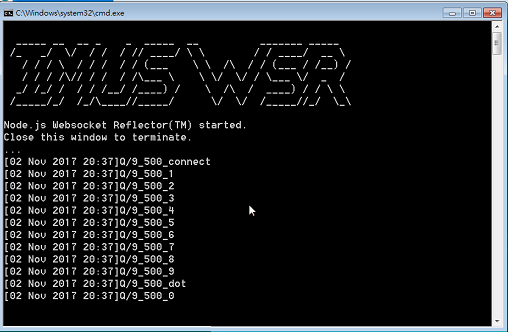 C:\Windows\system32\cmd.exe
Node.js Websocket Reflector(TM) started.
Close this window to terminate.
...
[02 Nov 2017 20:37]Q/9_500_connect
[02 Nov 2017 20:37]Q/9_500_1
[02 Nov 2017 20:37]Q/9_500_2
[02 Nov 2017 20:37]Q/9_500_3
[02 Nov 2017 20:37]Q/9_500_4
[02 Nov 2017 20:37]Q/9_500_5
[02 Nov 2017 20:37]Q/9_500_6
[02 Nov 2017 20:37]Q/9_500_7
[02 Nov 2017 20:37]Q/9_500_8
[02 Nov 2017 20:37]Q/9_500_9
[02 Nov 2017 20:37]Q/9_500_dot
[02 Nov 2017 20:37]Q/9_500_0